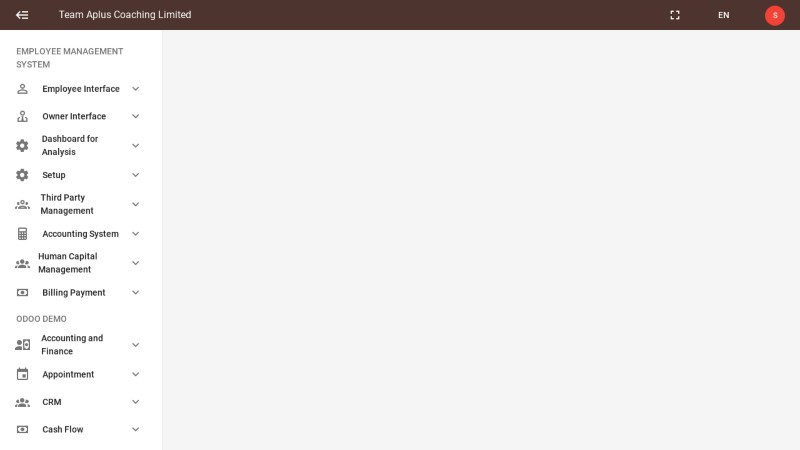 Team Aplus Coaching Limited
EN
S
EMPLOYEE MANAGEMENT
SYSTEM
Employee Interface
Owner Interface
Dashboard for
Analysis
Setup
Third Party
Management
Accounting System
Human Capital
Management
Billing Payment
ODOO DEMO
Accounting and
Finance
Appointment
CRM
Cash Flow